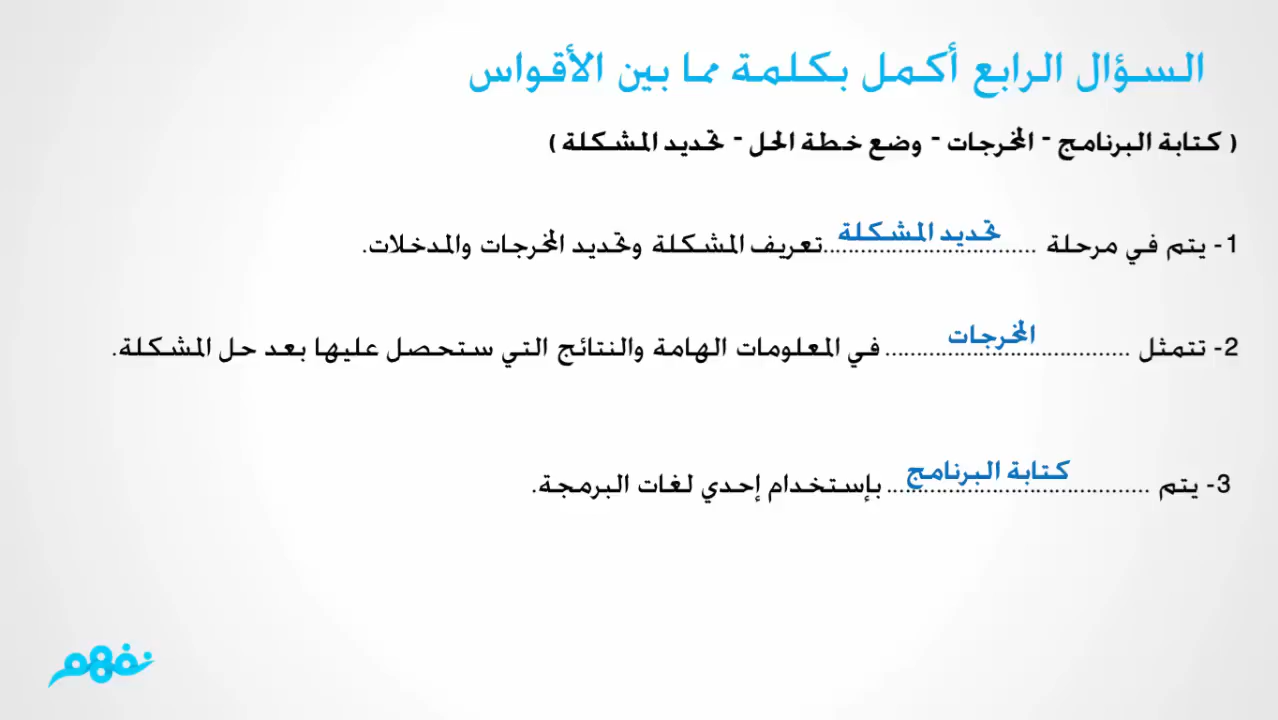 السؤال الرابع أكمل بكلمة مما بين الأقواس
( كتابة البرنامج - المخرجات - وضع خطة الحل - تحديد المشكلة )
1- يتم في مرحلة ..........تحديد المشكلة..........تعريف المشكلة وتحديد المخرجات والمدخلات.
2- تتمثل ..........المخرجات.......... في المعلومات الهامة والنتائج التي ستحصل عليها بعد حل المشكلة.
3- يتم ..........كتابة البرنامج.......... بإستخدام إحدي لغات البرمجة.
نفهم